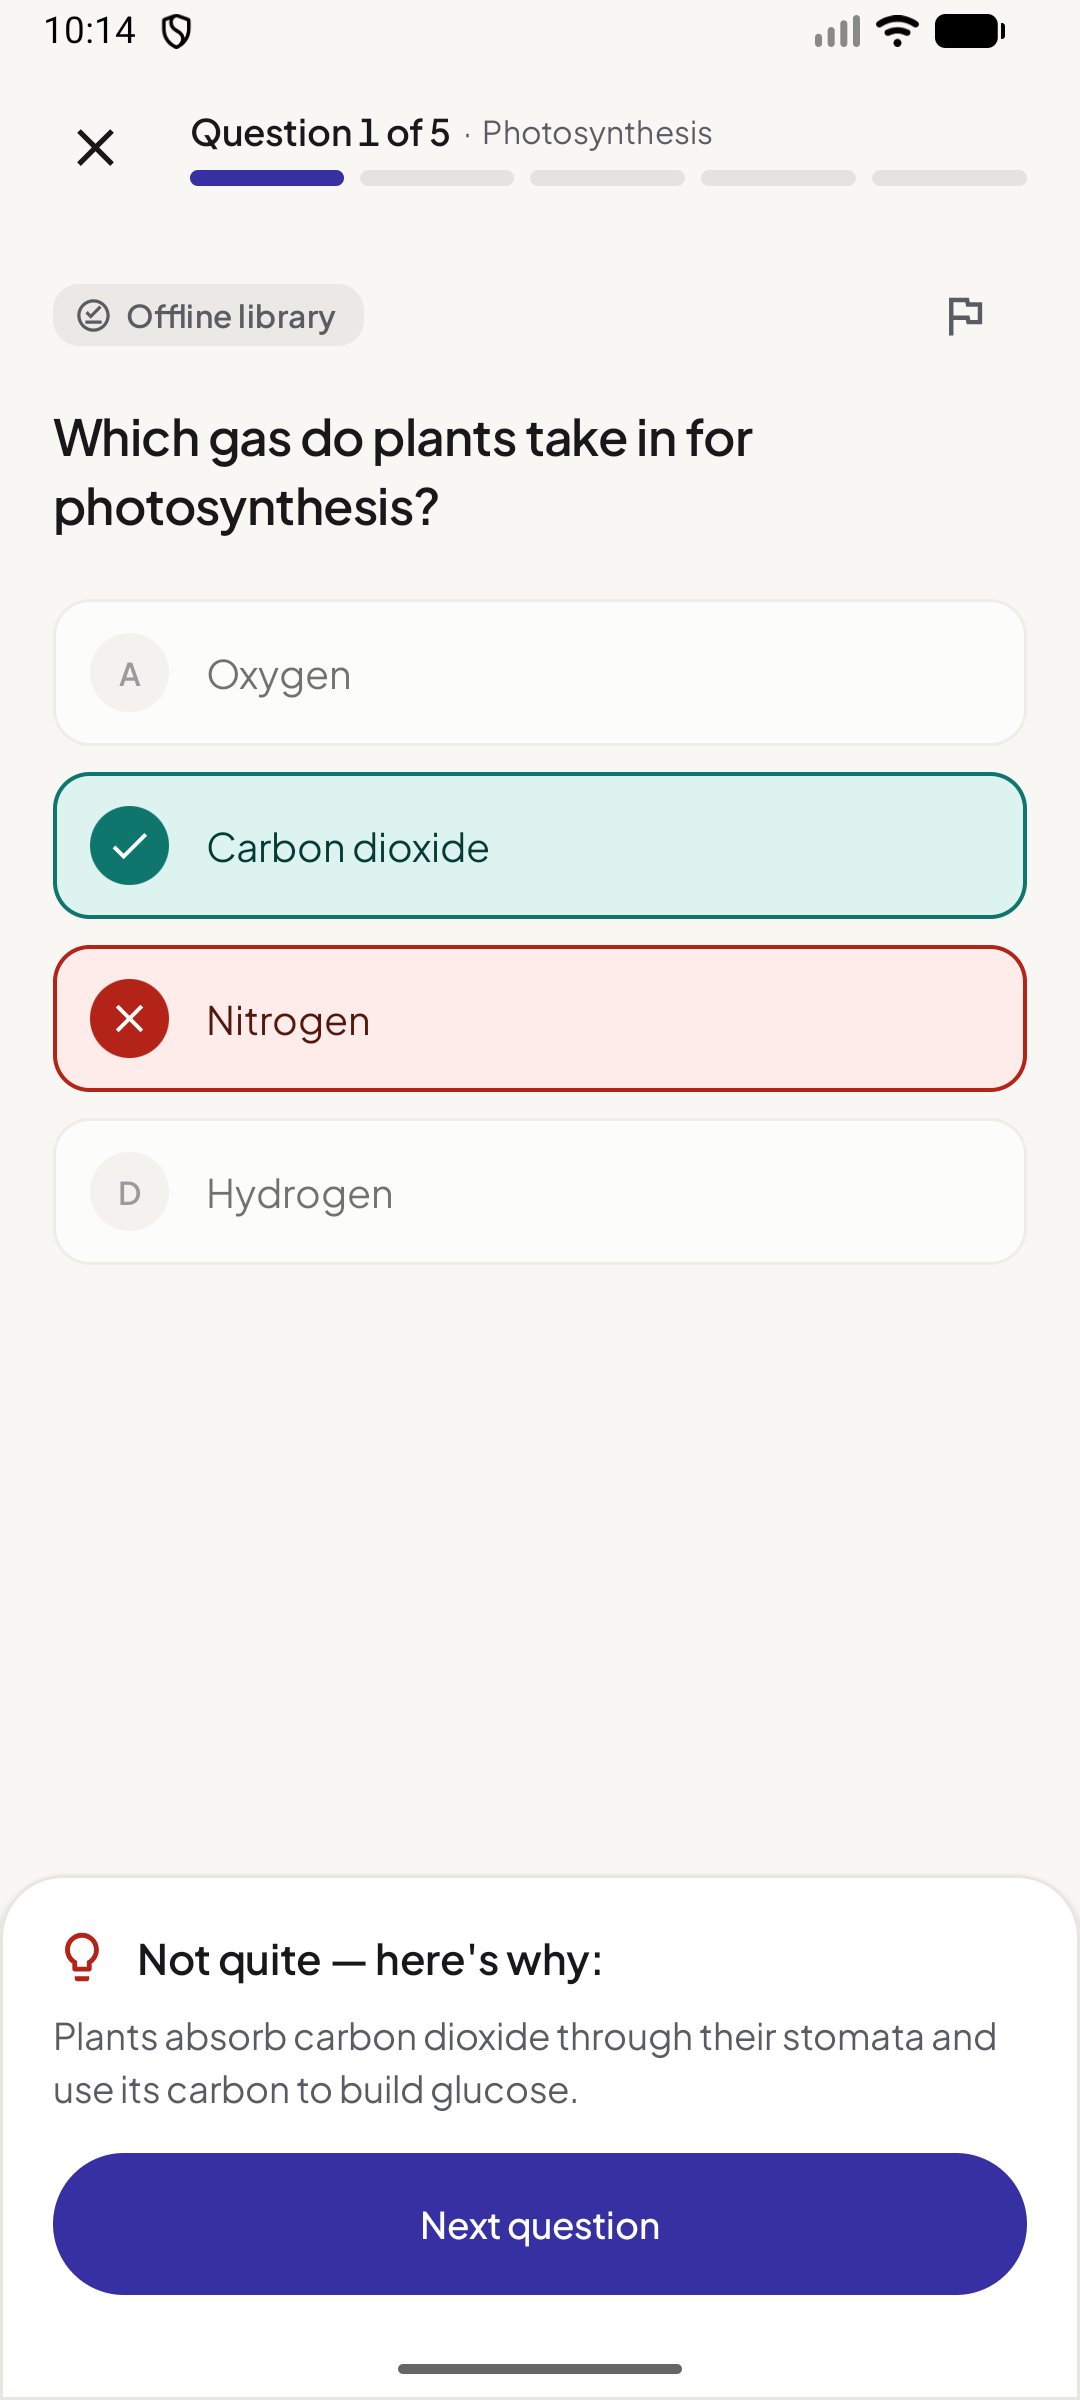 10:14
Question 1 of 5 · Photosynthesis
Offline library
Which gas do plants take in for
photosynthesis?
A Oxygen
Carbon dioxide
Nitrogen
D Hydrogen
Not quite — here's why:
Plants absorb carbon dioxide through their stomata and
use its carbon to build glucose.
Next question